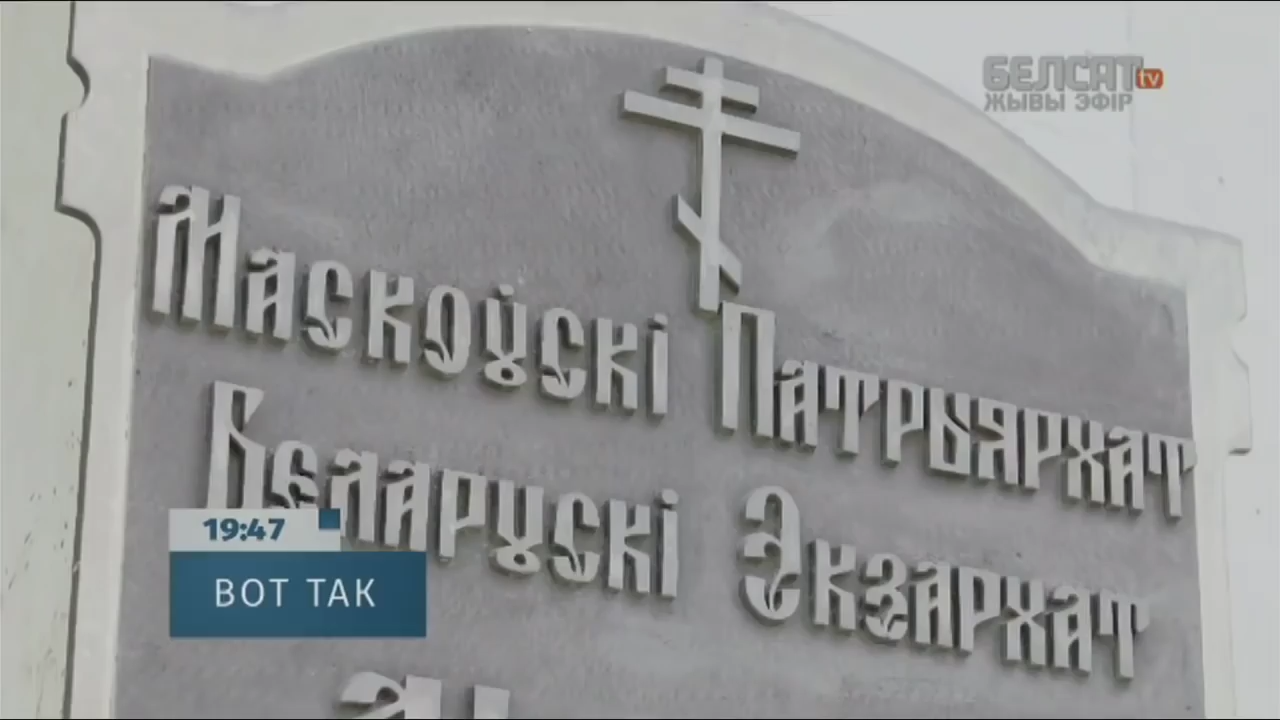 БЕЛСАТ tv
ЖЫВЫ ЭФІР
Маскоўскі Патрыярхат
Беларускі Экзархат
19:47
ВОТ ТАК